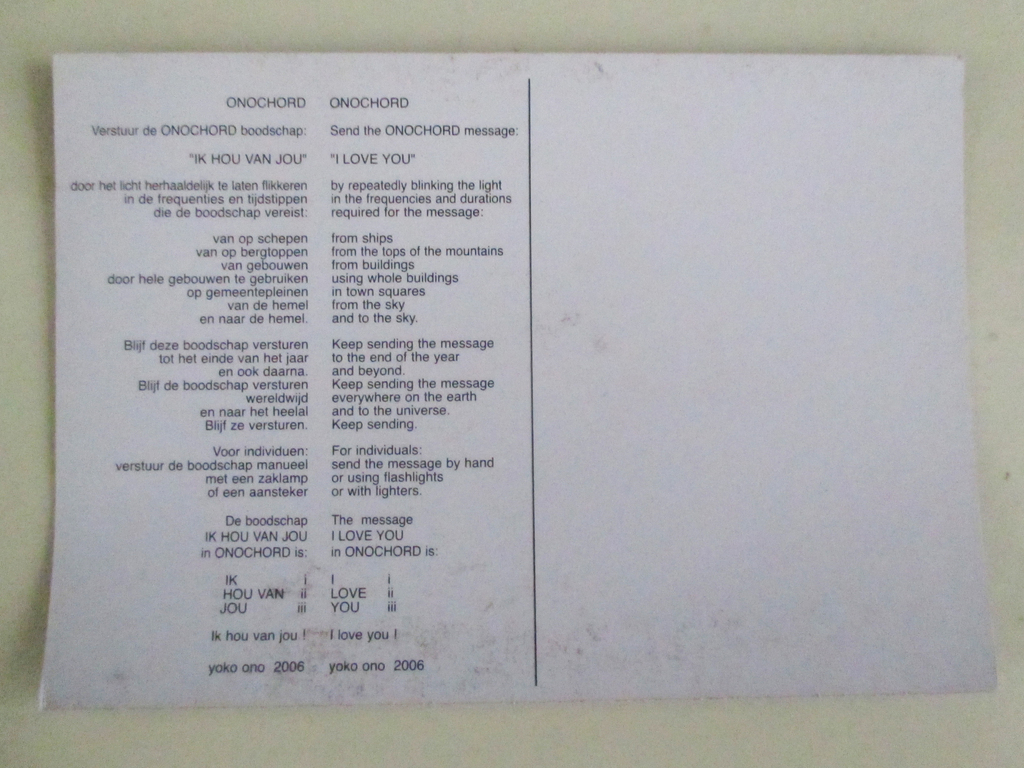 ONOCHORD
Verstuur de ONOCHORD boodschap:
"IK HOU VAN JOU"
door het licht herhaaldelijk te laten flikkeren
in de frequenties en tijdstippen
die de boodschap vereist:
van op schepen
van op bergtoppen
van gebouwen
door hele gebouwen te gebruiken
op gemeentepleinen
van de hemel
en naar de hemel.
Blijf deze boodschap versturen
tot het einde van het jaar
en ook daarna.
Blijf de boodschap versturen
wereldwijd
en naar het heelal
Blijf ze versturen.
Voor individuen:
verstuur de boodschap manueel
met een zaklamp
of een aansteker
De boodschap
IK HOU VAN JOU
in ONOCHORD is:
IK i
HOU VAN ii
JOU iii
Ik hou van jou !
yoko ono 2006
ONOCHORD
Send the ONOCHORD message:
"I LOVE YOU"
by repeatedly blinking the light
in the frequencies and durations
required for the message:
from ships
from the tops of the mountains
from buildings
using whole buildings
in town squares
from the sky
and to the sky.
Keep sending the message
to the end of the year
and beyond.
Keep sending the message
everywhere on the earth
and to the universe.
Keep sending.
For individuals:
send the message by hand
or using flashlights
or with lighters.
The message
I LOVE YOU
in ONOCHORD is:
I i
LOVE ii
YOU iii
I love you !
yoko ono 2006